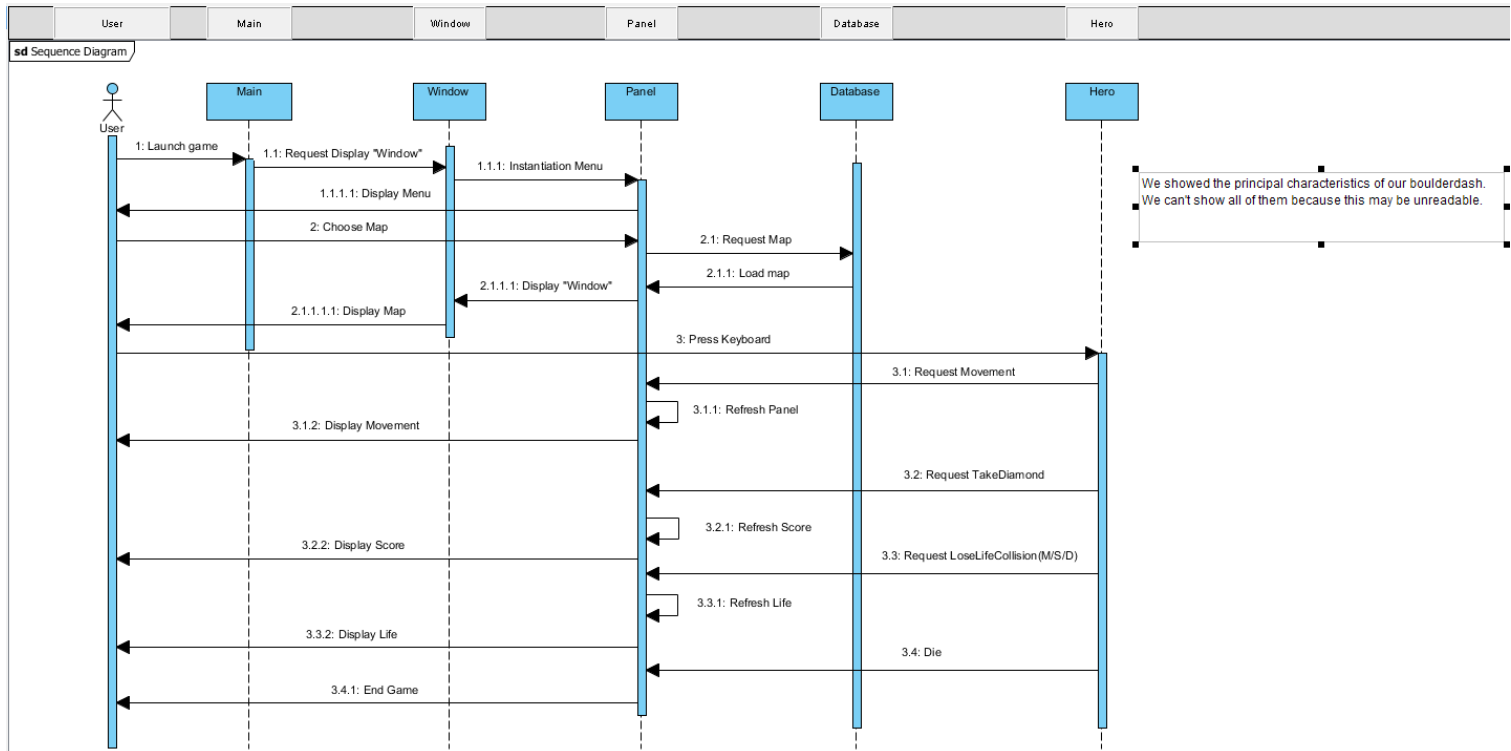 User Main Window Panel Database Hero
sd Sequence Diagram
Main Window Panel Database Hero
User
1: Launch game
1.1: Request Display "Window"
1.1.1: Instantiation Menu
1.1.1.1: Display Menu
We showed the principal characteristics of our boulderdash.
We can't show all of them because this may be unreadable.
2: Choose Map
2.1: Request Map
2.1.1: Load map
2.1.1.1: Display "Window"
2.1.1.1.1: Display Map
3: Press Keyboard
3.1: Request Movement
3.1.1: Refresh Panel
3.1.2: Display Movement
3.2: Request TakeDiamond
3.2.1: Refresh Score
3.2.2: Display Score
3.3: Request LoseLifeCollision(M/S/D)
3.3.1: Refresh Life
3.3.2: Display Life
3.4: Die
3.4.1: End Game